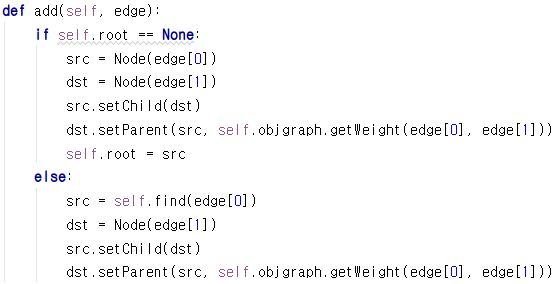 def add(self, edge):
    if self.root == None:
        src = Node(edge[0])
        dst = Node(edge[1])
        src.setChild(dst)
        dst.setParent(src, self.objgraph.getWeight(edge[0], edge[1]))
        self.root = src
    else:
        src = self.find(edge[0])
        dst = Node(edge[1])
        src.setChild(dst)
        dst.setParent(src, self.objgraph.getWeight(edge[0], edge[1]))